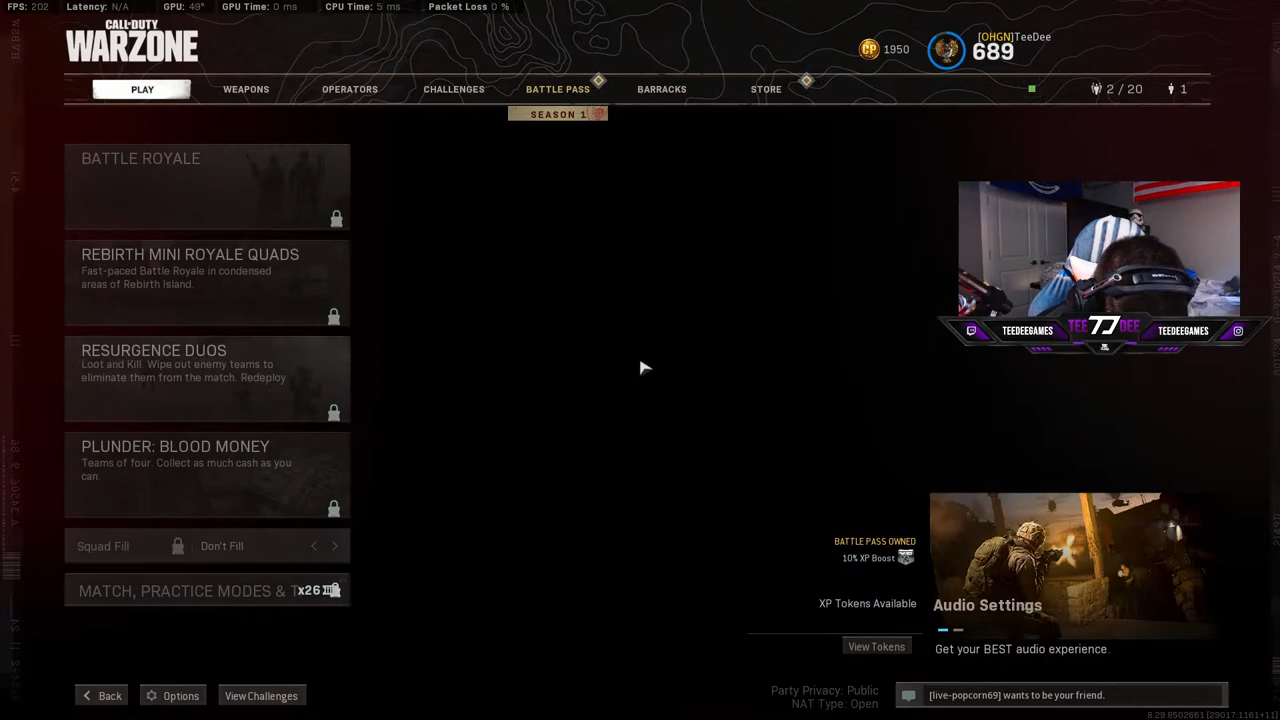 FPS: 202 Latency: N/A GPU: 49° GPU Time: 0 ms CPU Time: 5 ms Packet Loss 0 %
CALL OF DUTY
WARZONE
CP 1950
[OHGN]TeeDee
689
PLAY WEAPONS OPERATORS CHALLENGES BATTLE PASS BARRACKS STORE 2 / 20 1
SEASON 1
BATTLE ROYALE
REBIRTH MINI ROYALE QUADS
Fast-paced Battle Royale in condensed
areas of Rebirth Island.
RESURGENCE DUOS
Loot and Kill. Wipe out enemy teams to
eliminate them from the match. Redeploy
PLUNDER: BLOOD MONEY
Teams of four. Collect as much cash as you
can.
Squad Fill Don't Fill
MATCH, PRACTICE MODES & T x26
TEEDEEGAMES TEE TJ DEE TEEDEEGAMES
BATTLE PASS OWNED
10% XP Boost
XP Tokens Available
View Tokens
Audio Settings
Get your BEST audio experience.
Back Options View Challenges
Party Privacy: Public
NAT Type: Open
[live-popcorn69] wants to be your friend.